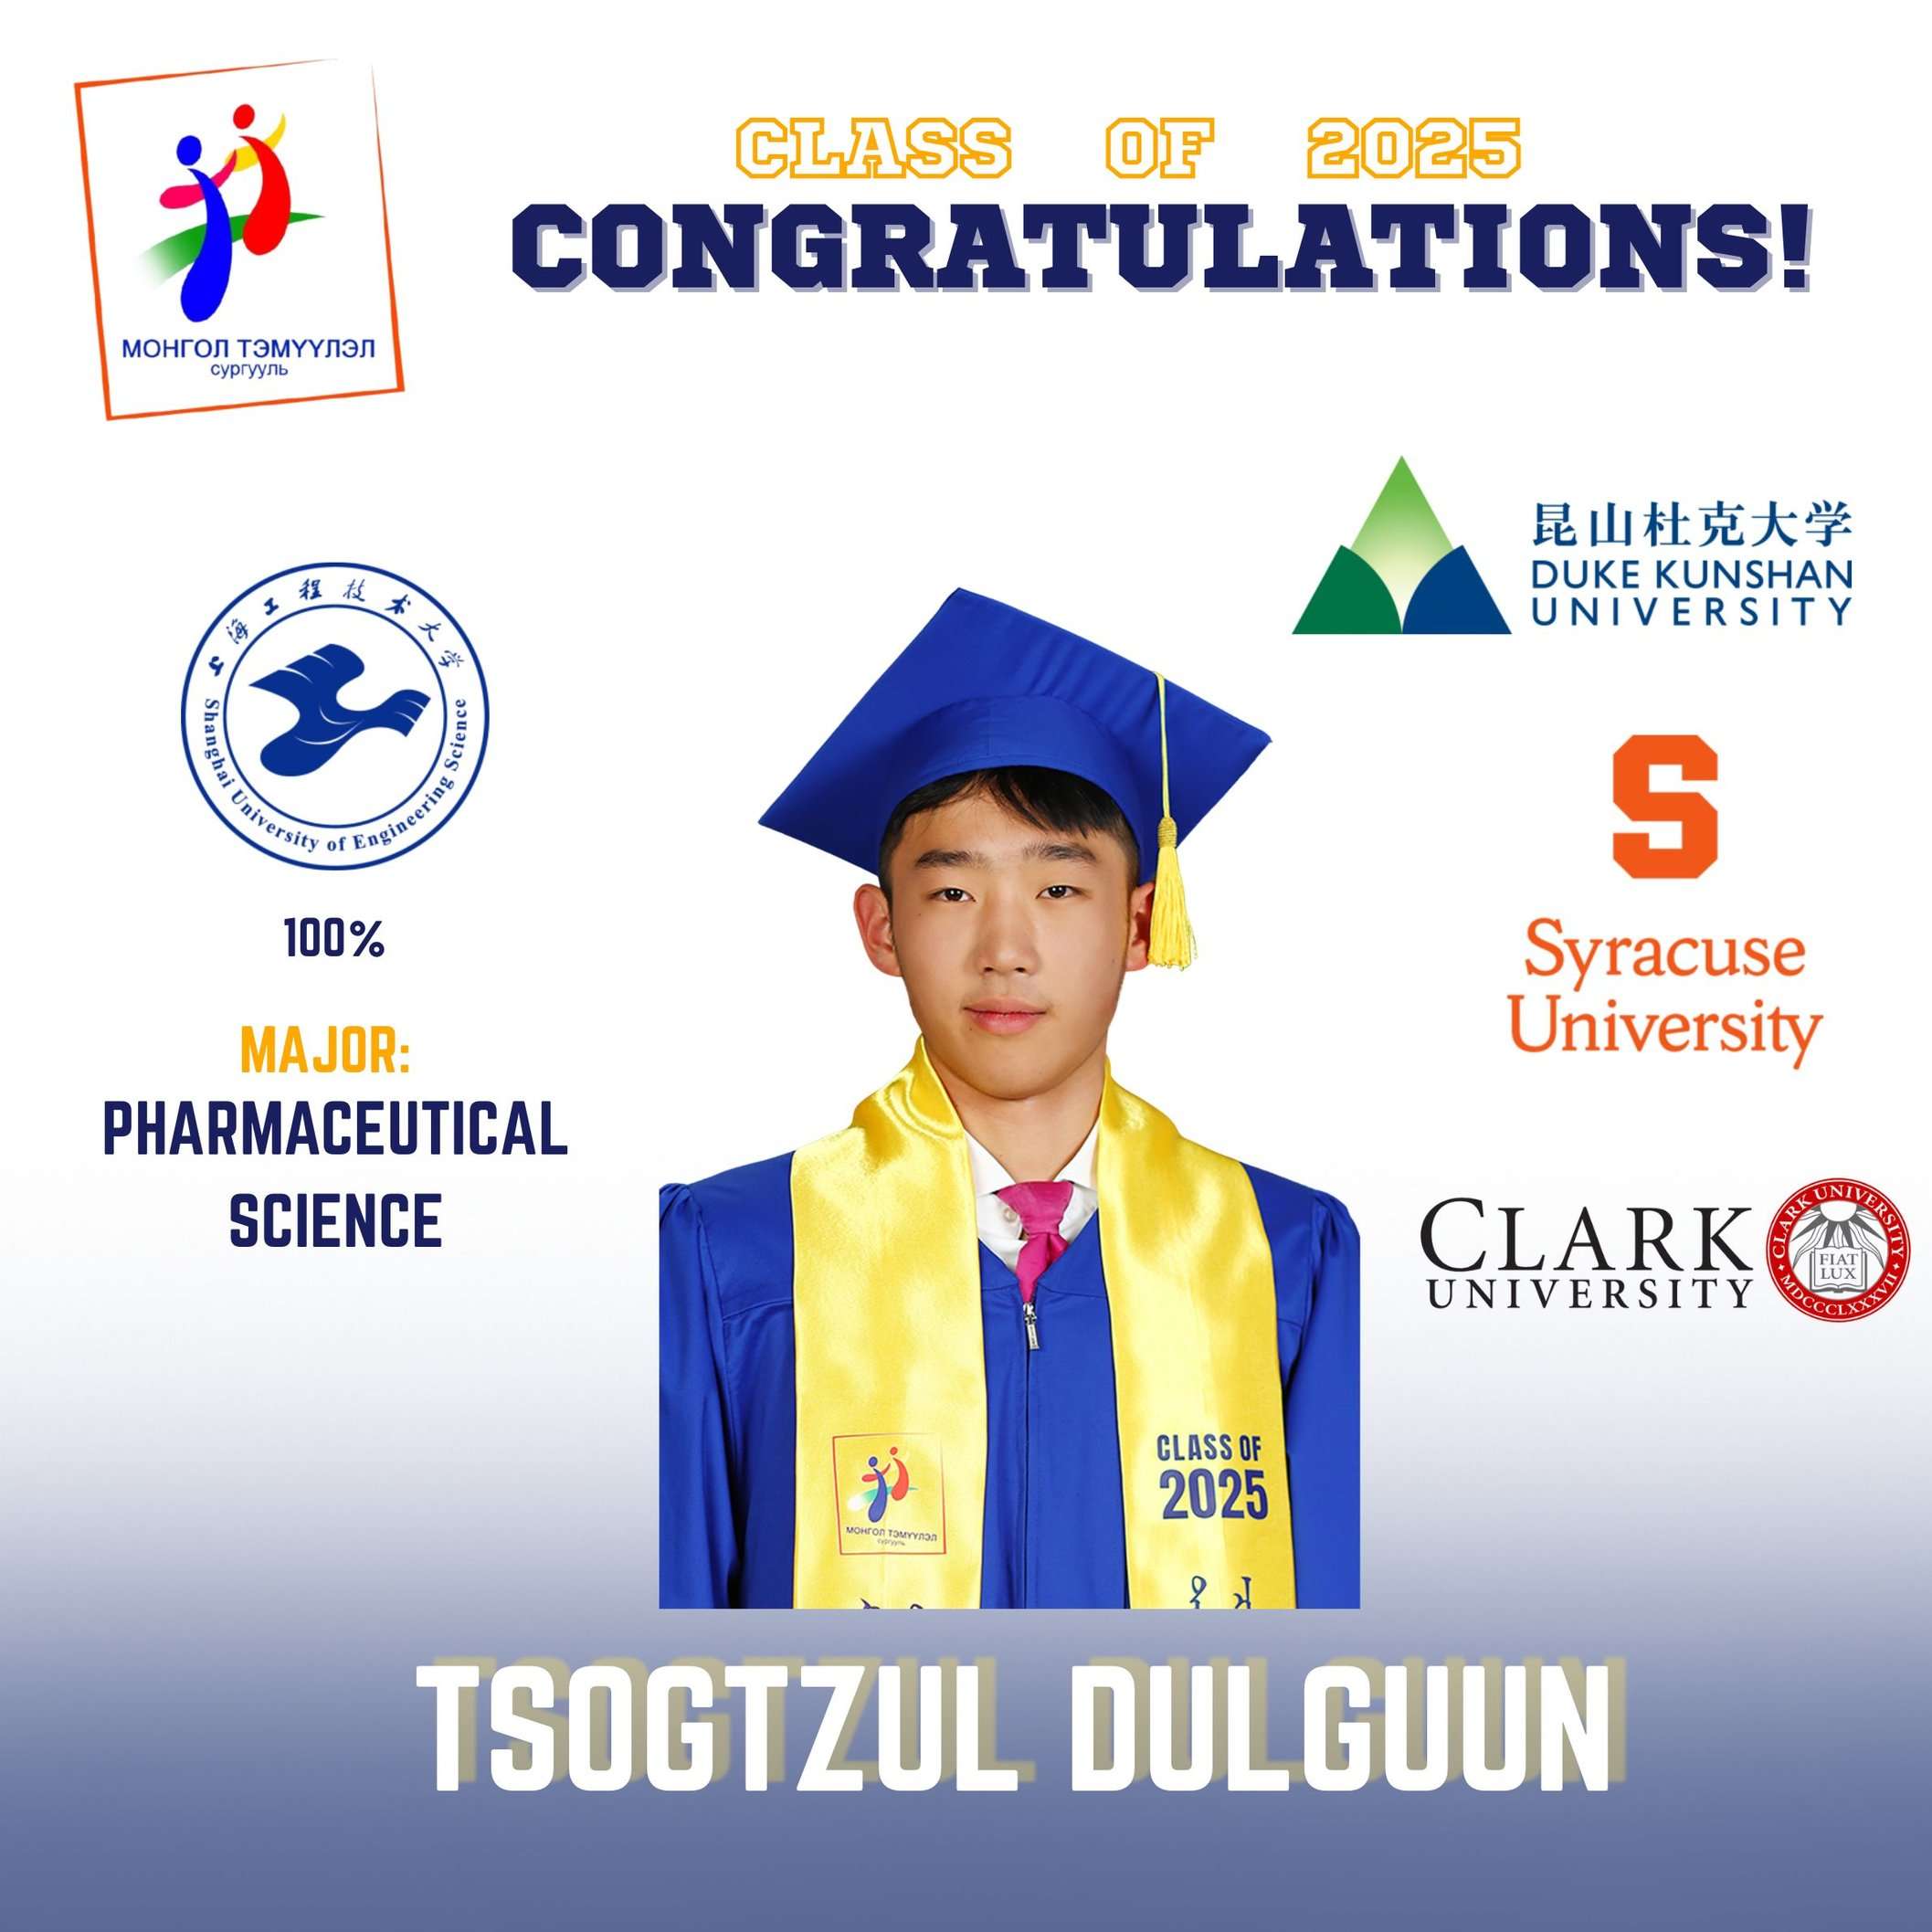 CLASS OF 2025
CONGRATULATIONS!
МОНГОЛ ТЭМҮҮЛЭЛ
сургууль
昆山杜克大学
DUKE KUNSHAN
UNIVERSITY
上海工程技术大学
Shanghai University of Engineering Science
100%
MAJOR:
PHARMACEUTICAL
SCIENCE
S
Syracuse
University
CLARK
UNIVERSITY
CLARK UNIVERSITY
FIAT
LUX
MDCCCLXXXVII
CLASS OF
2025
МОНГОЛ ТЭМҮҮЛЭЛ
сургууль
TSOGTZUL DULGUUN